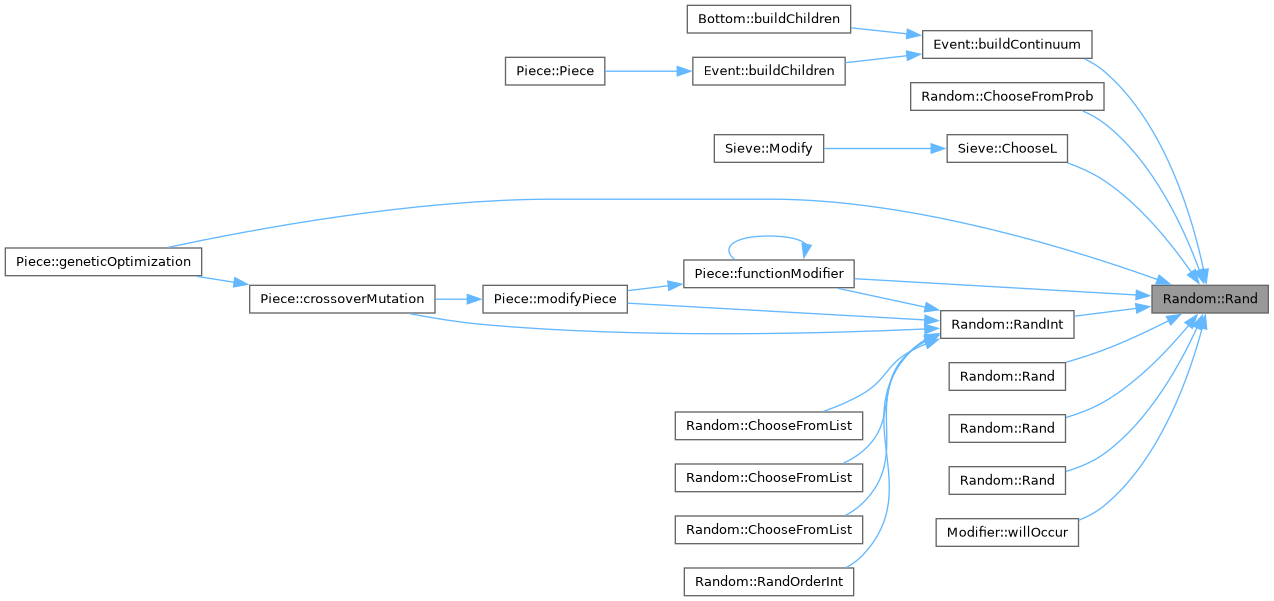 Bottom::buildChildren
Event::buildContinuum
Piece::Piece
Event::buildChildren
Random::ChooseFromProb
Sieve::Modify
Sieve::ChooseL
Piece::geneticOptimization
Piece::functionModifier
Piece::crossoverMutation
Piece::modifyPiece
Random::Rand
Random::RandInt
Random::Rand
Random::ChooseFromList
Random::Rand
Random::ChooseFromList
Random::Rand
Random::ChooseFromList
Modifier::willOccur
Random::RandOrderInt